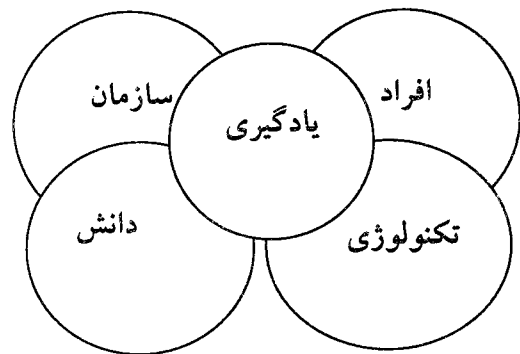 افراد
سازمان
یادگیری
تکنولوژی
دانش